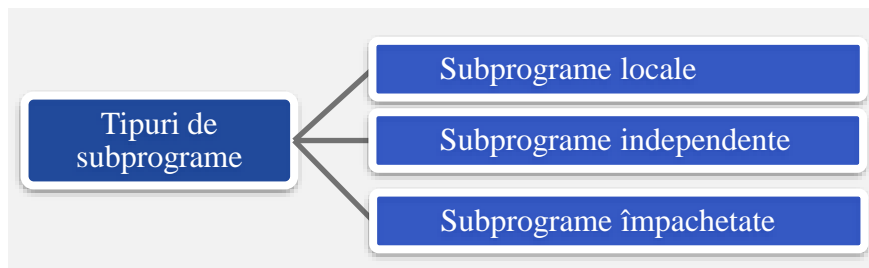 Tipuri de
subprograme
Subprograme locale
Subprograme independente
Subprograme împachetate